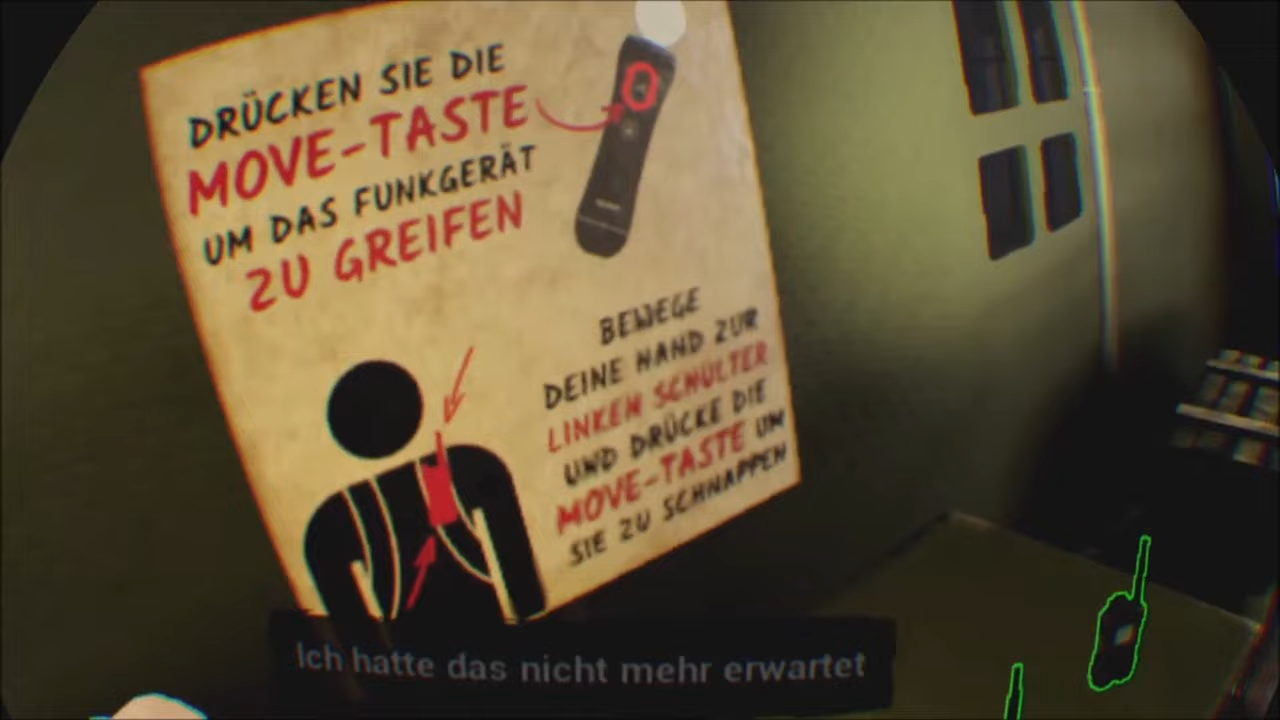 DRÜCKEN SIE DIE
MOVE-TASTE
UM DAS FUNKGERÄT
ZU GREIFEN
BEWEGE
DEINE HAND ZUR
LINKEN SCHULTER
UND DRÜCKE DIE
MOVE-TASTE UM
SIE ZU SCHNAPPEN
Ich hatte das nicht mehr erwartet